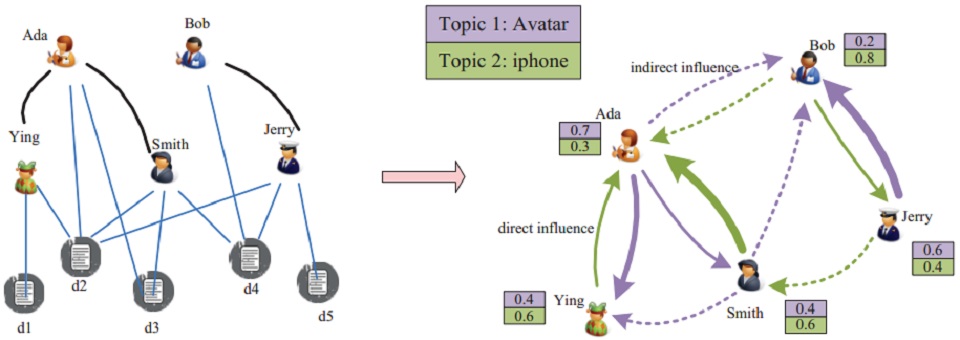 Ada
Bob
Ying
Smith
Jerry
d1
d2
d3
d4
d5
Topic 1: Avatar
Topic 2: iphone
indirect influence
Bob
0.2
0.8
Ada
0.7
0.3
direct influence
Jerry
0.6
0.4
Ying
0.4
0.6
Smith
0.4
0.6